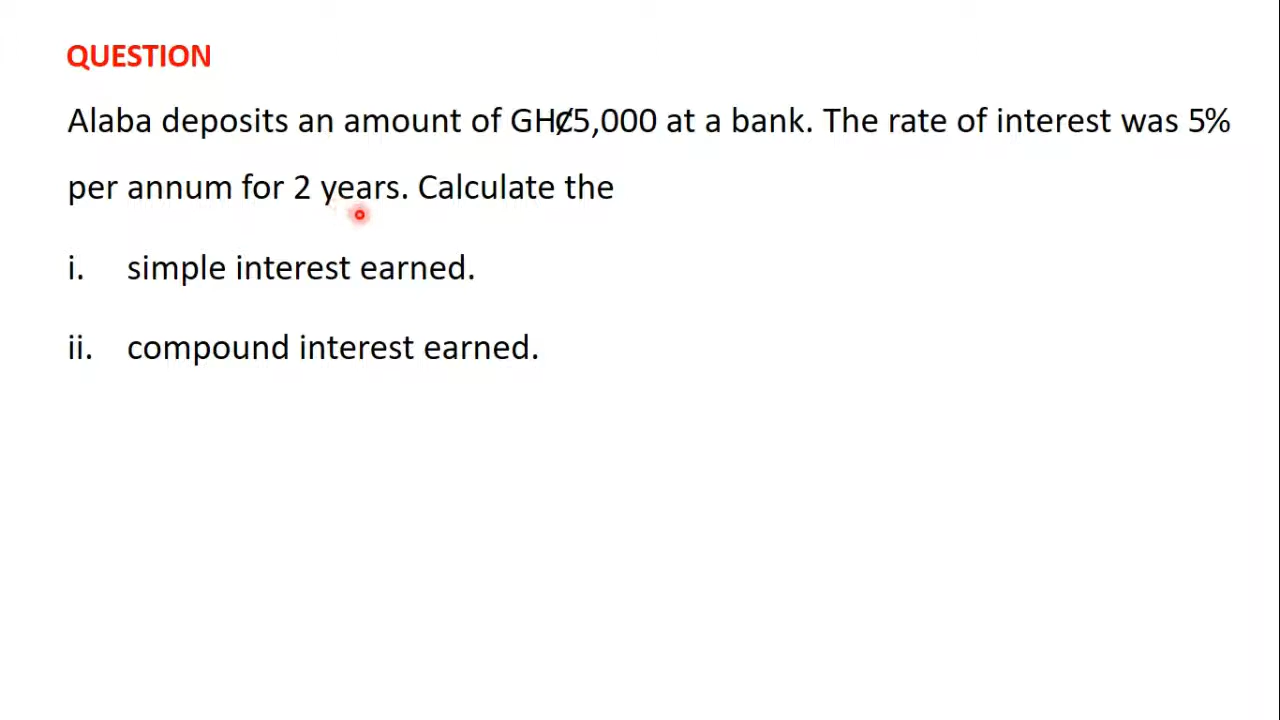 QUESTION
Alaba deposits an amount of GH₵5,000 at a bank. The rate of interest was 5%
per annum for 2 years. Calculate the
i. simple interest earned.
ii. compound interest earned.